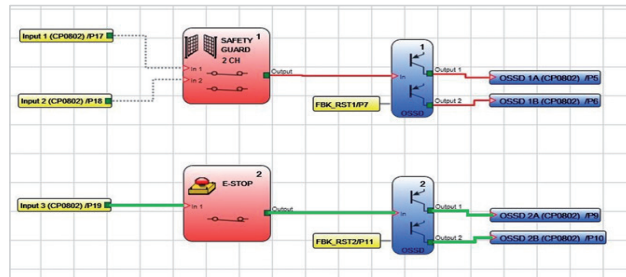 Input 1 (CP0802) /P17
Input 2 (CP0802) /P18
SAFETY 1
GUARD
2 CH
In 1
In 2
Output
FBK_RST1/P7
1
In
Output 1
Output 2
OSSD
OSSD 1A (CP0802) /P5
OSSD 1B (CP0802) /P6
Input 3 (CP0802) /P19
2
E-STOP
In 1
Output
FBK_RST2/P11
2
In
Output 1
Output 2
OSSD
OSSD 2A (CP0802) /P9
OSSD 2B (CP0802) /P10